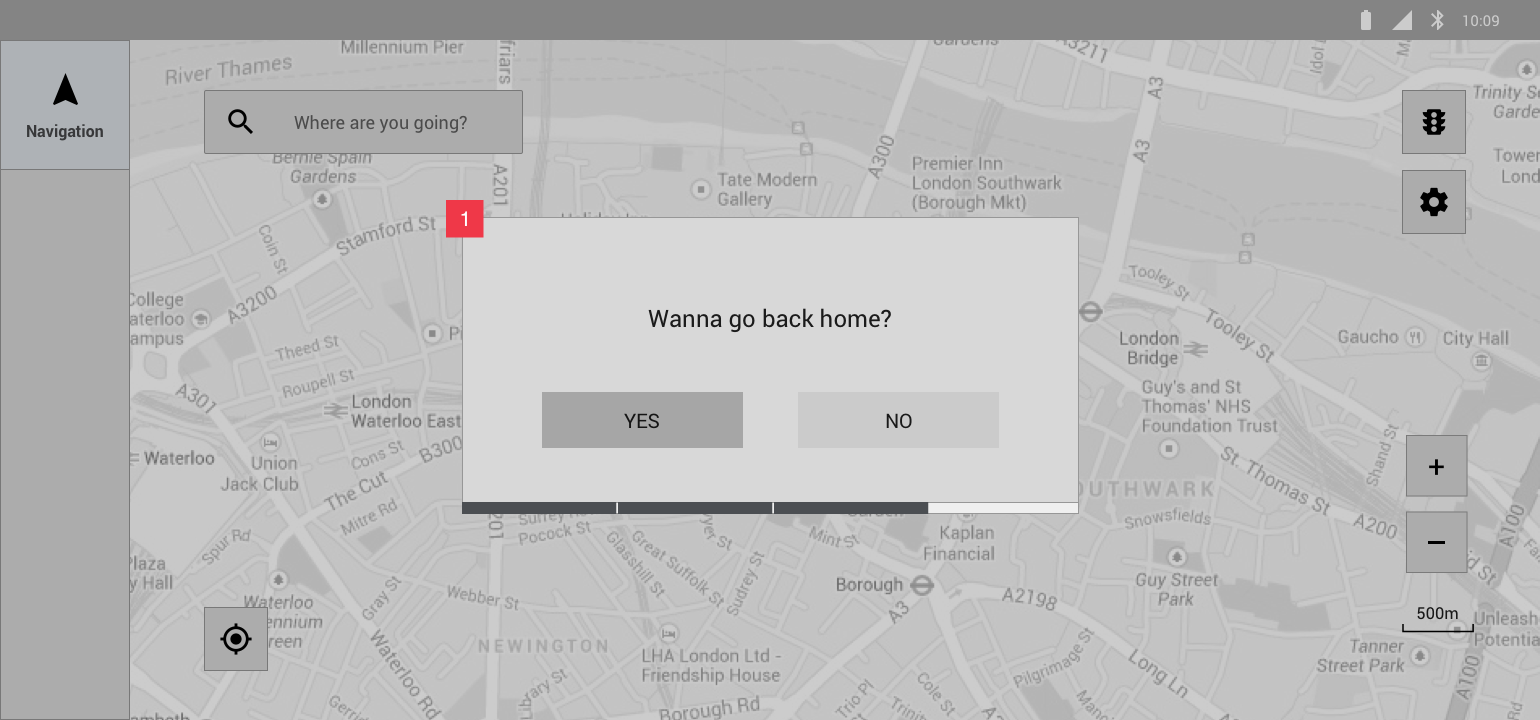 10:09
Navigation
Where are you going?
Millennium Pier
River Thames
friars
Gardens
A3211
A3
Idol
Trinity S
Garde
Bernie Spain
Gardens
A201
A300
A3
Tate Modern
Gallery
Premier Inn
London Southwark
(Borough Mkt)
Tower
Lond
Stamford St
Coin St
1
Wanna go back home?
YES
NO
College
aterloo
ampus
A3200
Theed St
Roupell St
A301
London
Waterloo East
Waterloo
Union
Jack Club
Cons St
B300
The Cut
Mitre Rd
Spur Rd
Tooley St
Tooley St
London
Bridge
Gaucho
City Hall
Guy's and St
Thomas' NHS
Foundation Trust
Shand St
St. Thomas St
A200
A100
OUTHWARK
Snowsfields
+
−
Plaza
y Hall
201
Surrey
Pocock St
Glasshill St
Great Suffolk St
Sudrey St
Mint St
Kaplan
Financial
Borough
A3
A2198
Guy Street
Park
500m
Unleash
Potentia
Waterloo
ennium
reen
Gray St
Webber St
Waterloo Rd
NEWINGTON
LHA London Ltd -
Friendship House
Borough Rd
Trio Pl
Cole St
Pilgrimage St
Long Ln
Tanner
Street Park
A100
ambeth